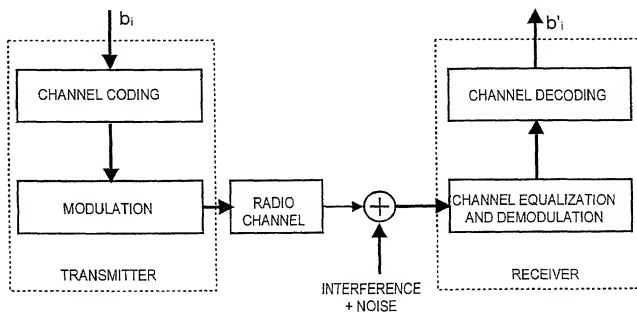 bi
CHANNEL CODING
MODULATION
TRANSMITTER
RADIO
CHANNEL
+
INTERFERENCE
+ NOISE
b'i
CHANNEL DECODING
CHANNEL EQUALIZATION
AND DEMODULATION
RECEIVER